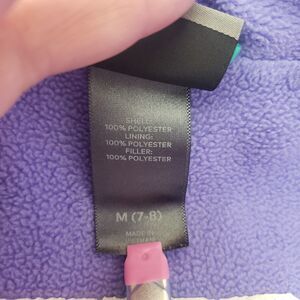 SHELL:
100% POLYESTER
LINING:
100% POLYESTER
FILLER:
100% POLYESTER
M (7-8)
MADE IN